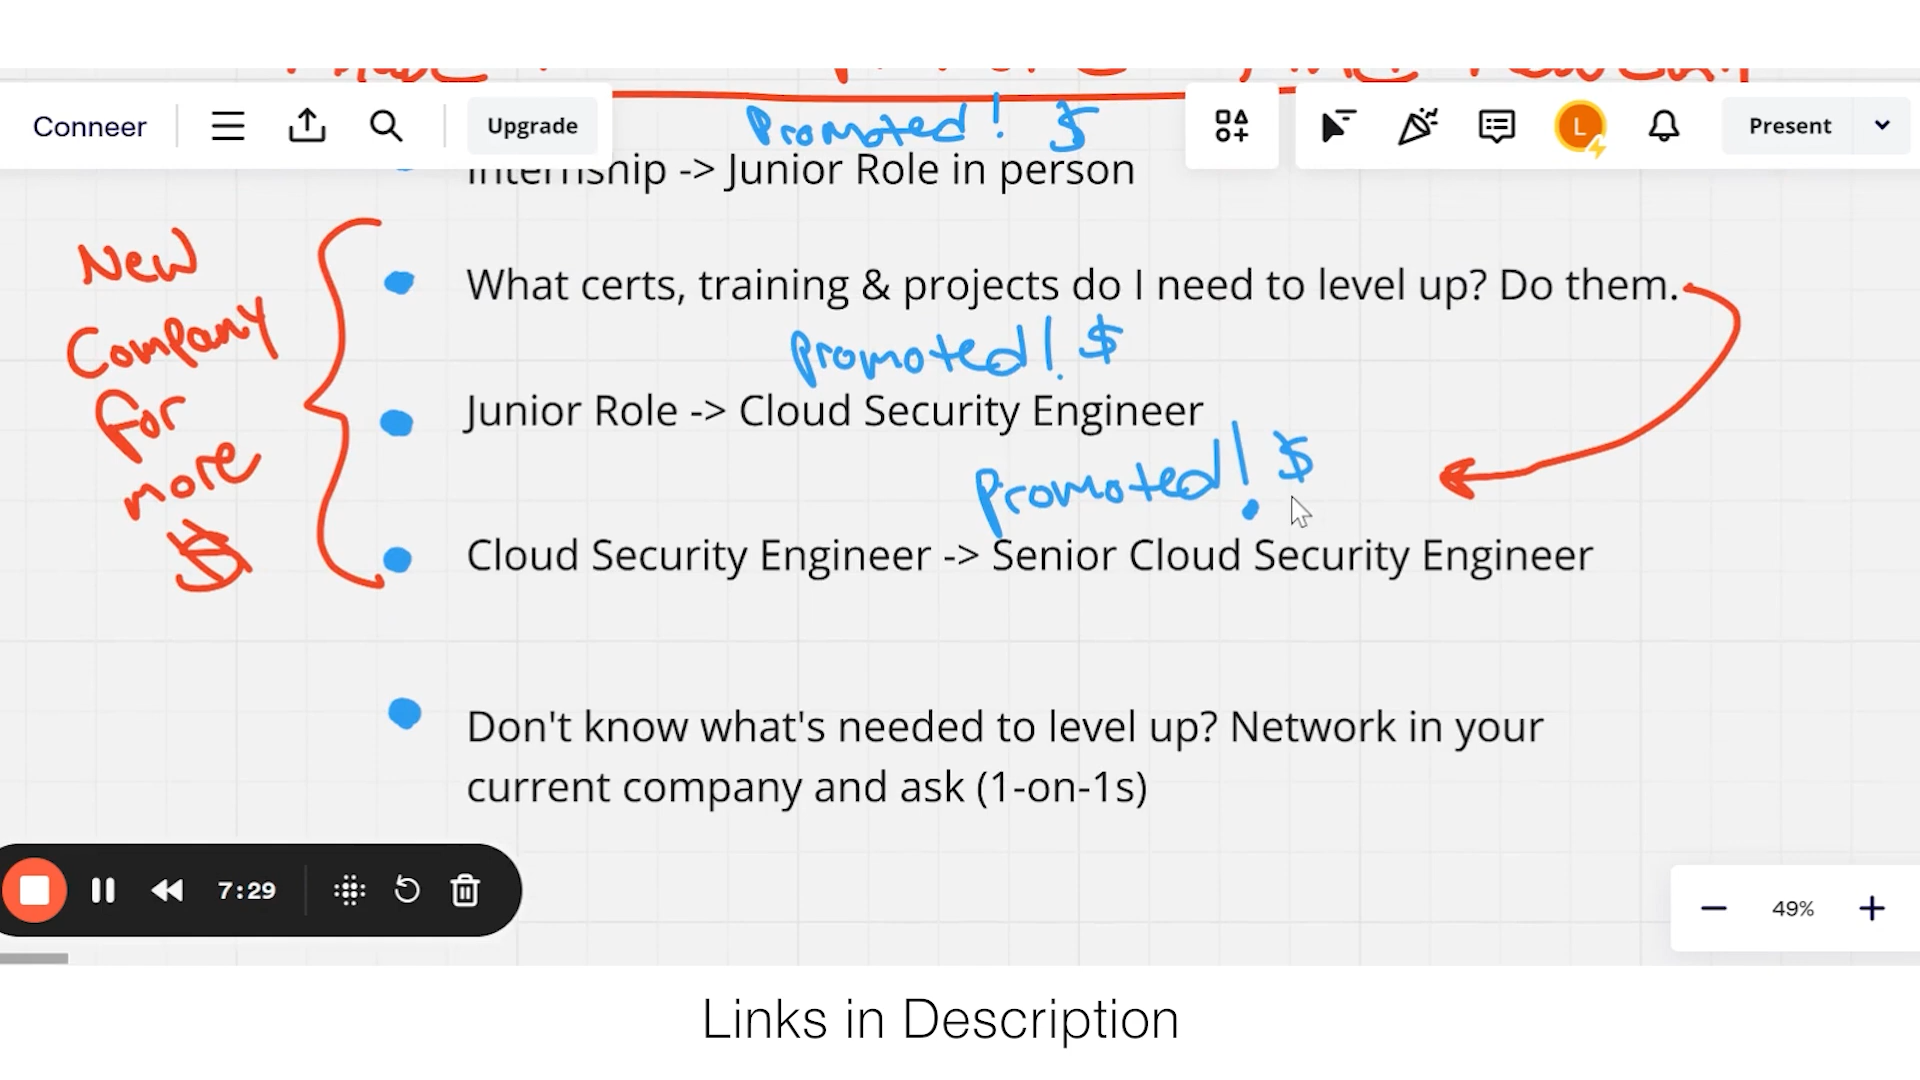 Conneer
Upgrade
Promoted! $
L
Present
Internship -> Junior Role in person
New
Company
For
more
$
What certs, training & projects do I need to level up? Do them.
Promoted! $
Junior Role -> Cloud Security Engineer
Promoted! $
Cloud Security Engineer -> Senior Cloud Security Engineer
Don't know what's needed to level up? Network in your
current company and ask (1-on-1s)
7:29
49%
Links in Description